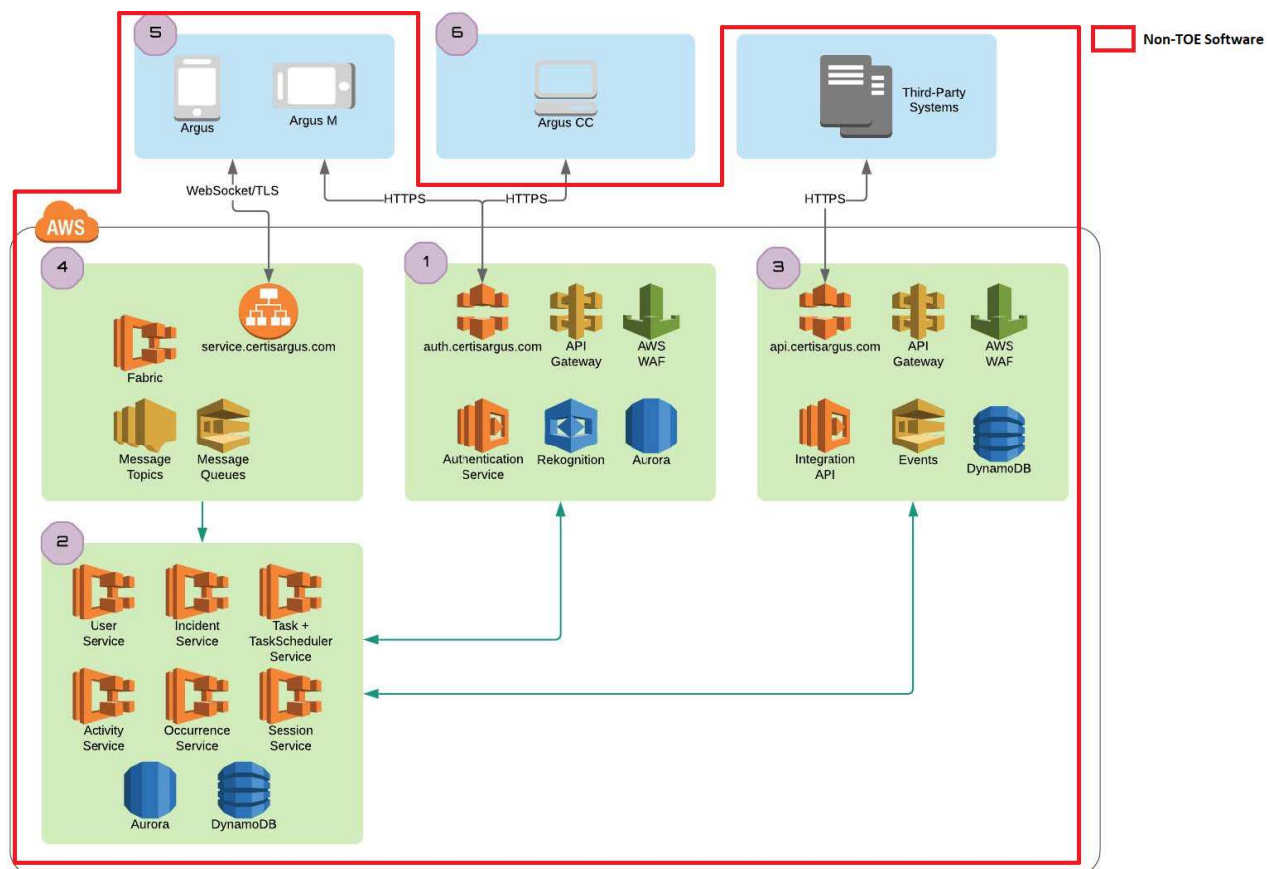 5
6
Non-TOE Software
Argus
Argus M
Argus CC
Third-Party
Systems
WebSocket/TLS
HTTPS
HTTPS
HTTPS
AWS
4
1
3
service.certisargus.com
Fabric
Message
Topics
Message
Queues
auth.certisargus.com
API
Gateway
AWS
WAF
Authentication
Service
Rekognition
Aurora
api.certisargus.com
API
Gateway
AWS
WAF
Integration
API
Events
DynamoDB
2
User
Service
Incident
Service
Task +
TaskScheduler
Service
Activity
Service
Occurrence
Service
Session
Service
Aurora
DynamoDB